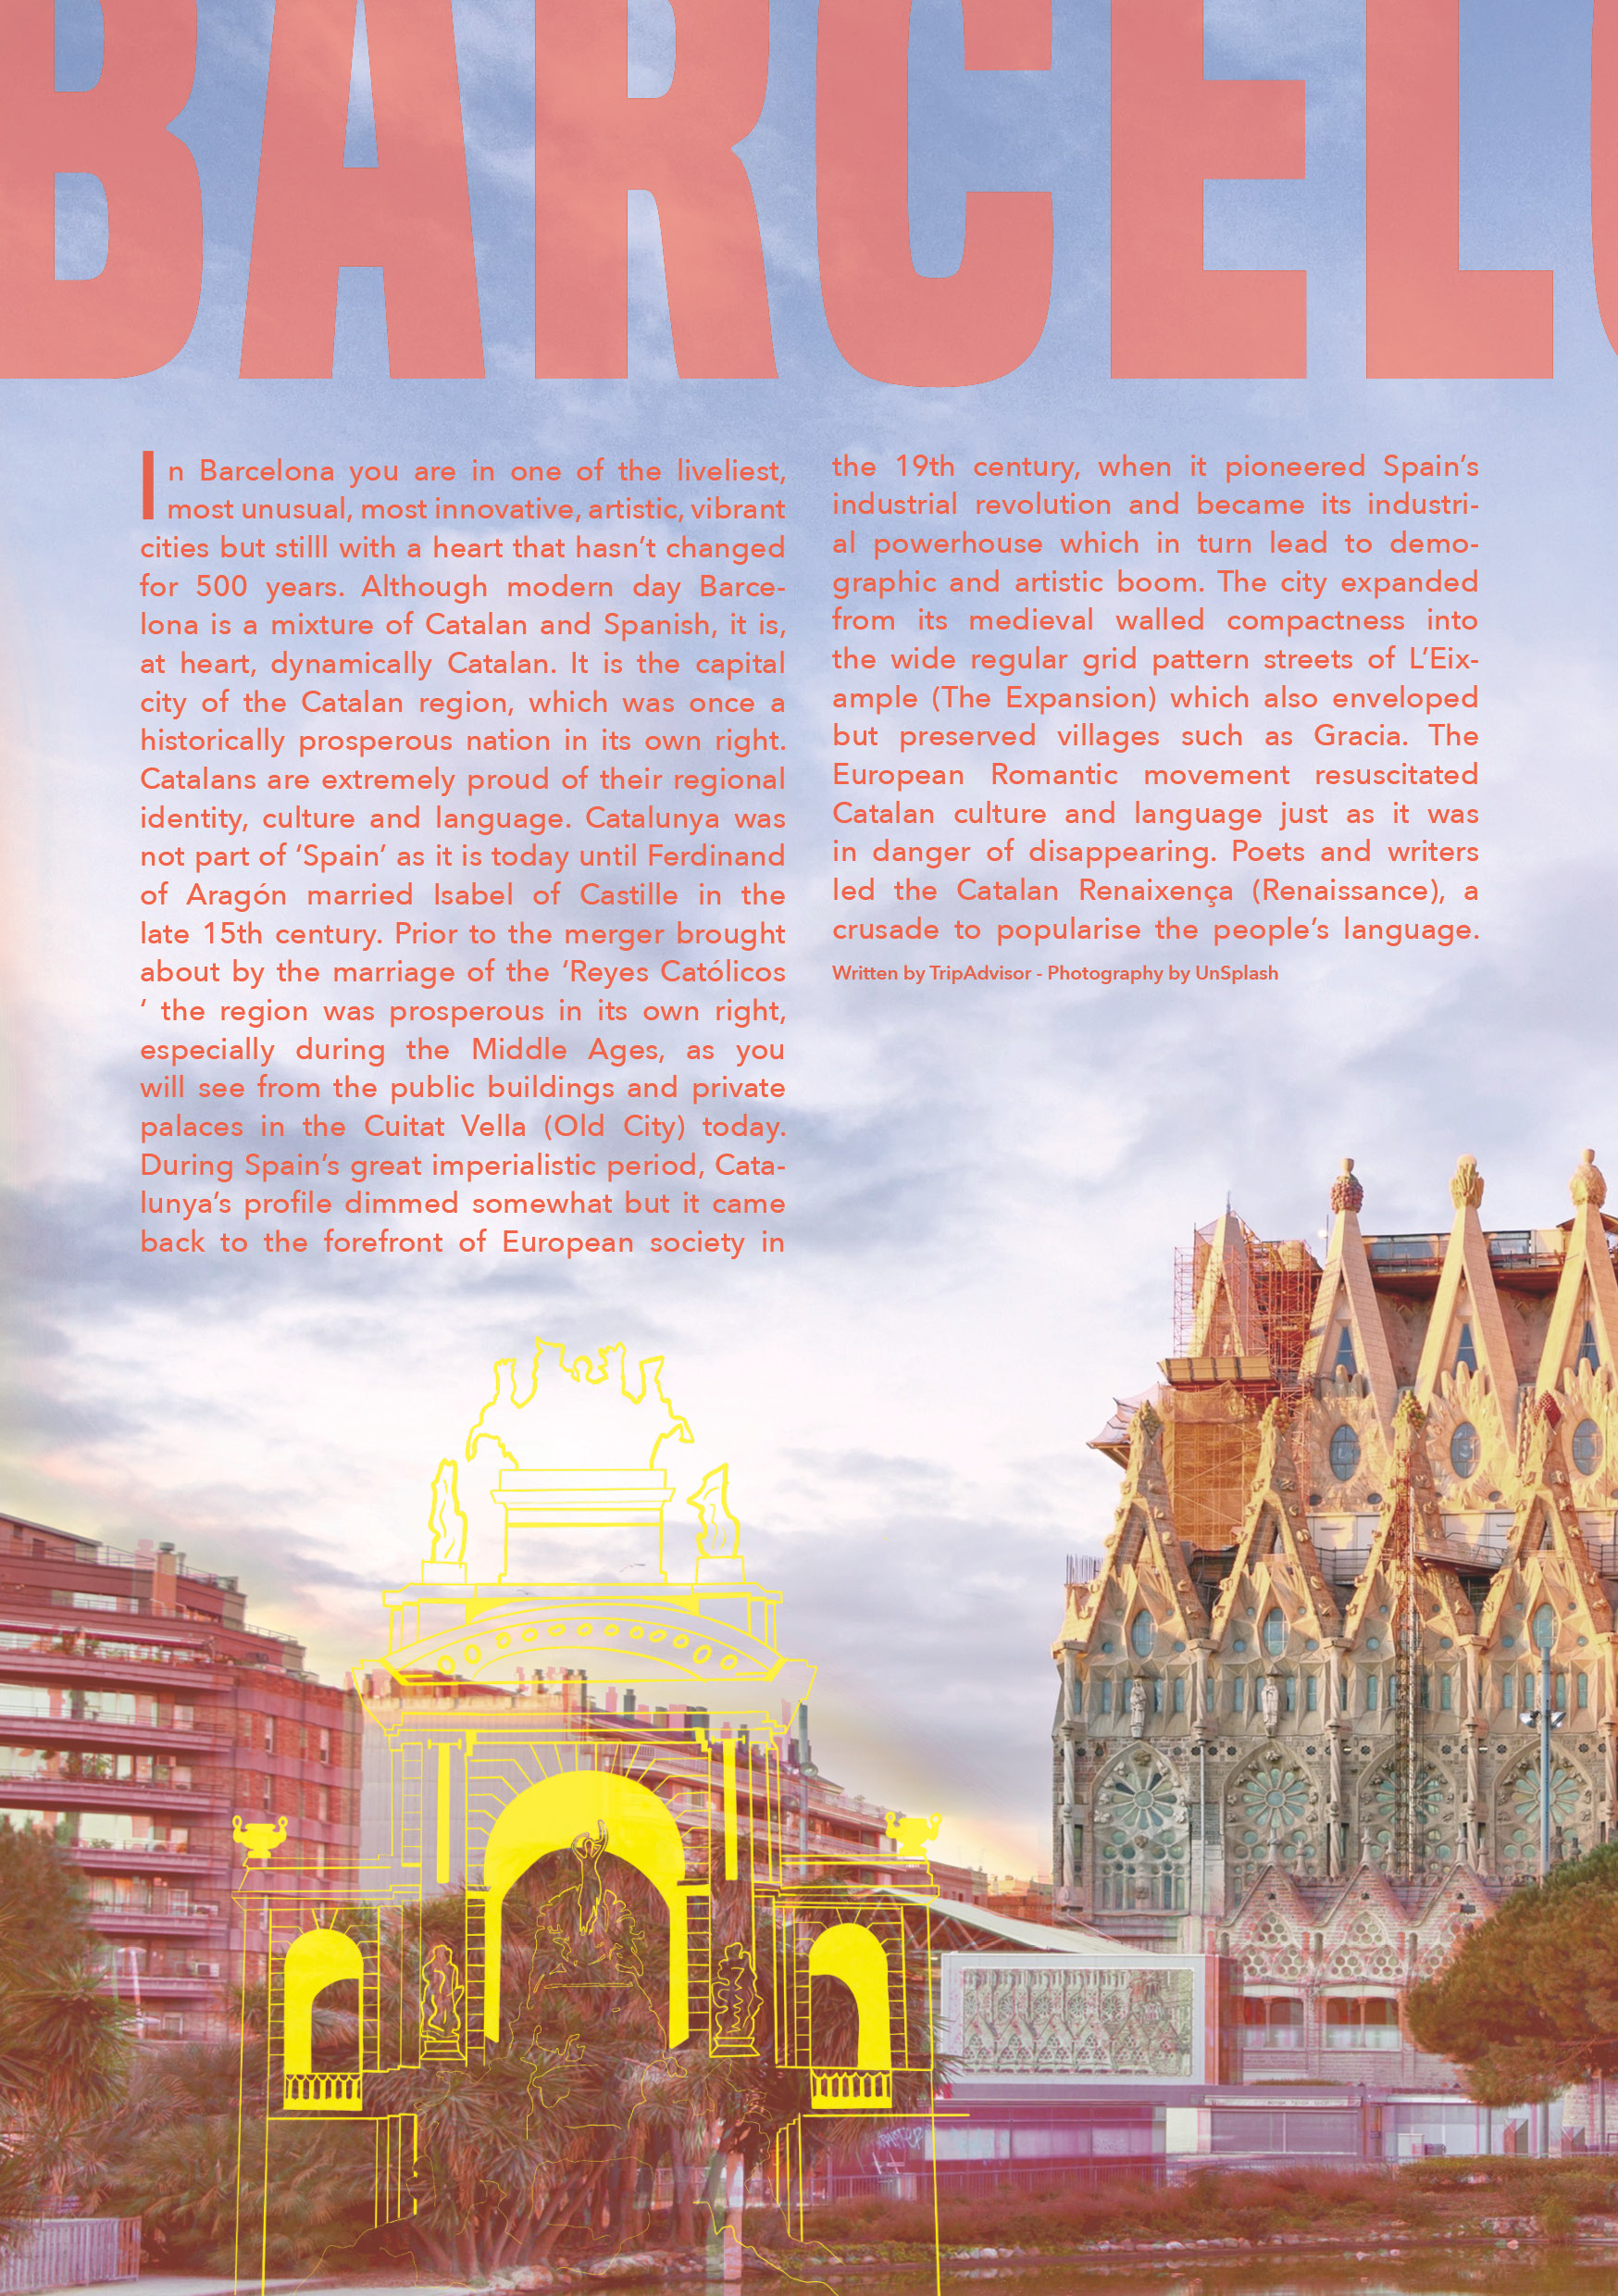 BARCEL
In Barcelona you are in one of the liveliest,
most unusual, most innovative, artistic, vibrant
cities but stilll with a heart that hasn’t changed
for 500 years. Although modern day Barce-
lona is a mixture of Catalan and Spanish, it is,
at heart, dynamically Catalan. It is the capital
city of the Catalan region, which was once a
historically prosperous nation in its own right.
Catalans are extremely proud of their regional
identity, culture and language. Catalunya was
not part of ‘Spain’ as it is today until Ferdinand
of Aragón married Isabel of Castille in the
late 15th century. Prior to the merger brought
about by the marriage of the ‘Reyes Católicos
‘ the region was prosperous in its own right,
especially during the Middle Ages, as you
will see from the public buildings and private
palaces in the Cuitat Vella (Old City) today.
During Spain’s great imperialistic period, Cata-
lunya’s profile dimmed somewhat but it came
back to the forefront of European society in
the 19th century, when it pioneered Spain’s
industrial revolution and became its industri-
al powerhouse which in turn lead to demo-
graphic and artistic boom. The city expanded
from its medieval walled compactness into
the wide regular grid pattern streets of L’Eix-
ample (The Expansion) which also enveloped
but preserved villages such as Gracia. The
European Romantic movement resuscitated
Catalan culture and language just as it was
in danger of disappearing. Poets and writers
led the Catalan Renaixença (Renaissance), a
crusade to popularise the people’s language.
Written by TripAdvisor - Photography by UnSplash